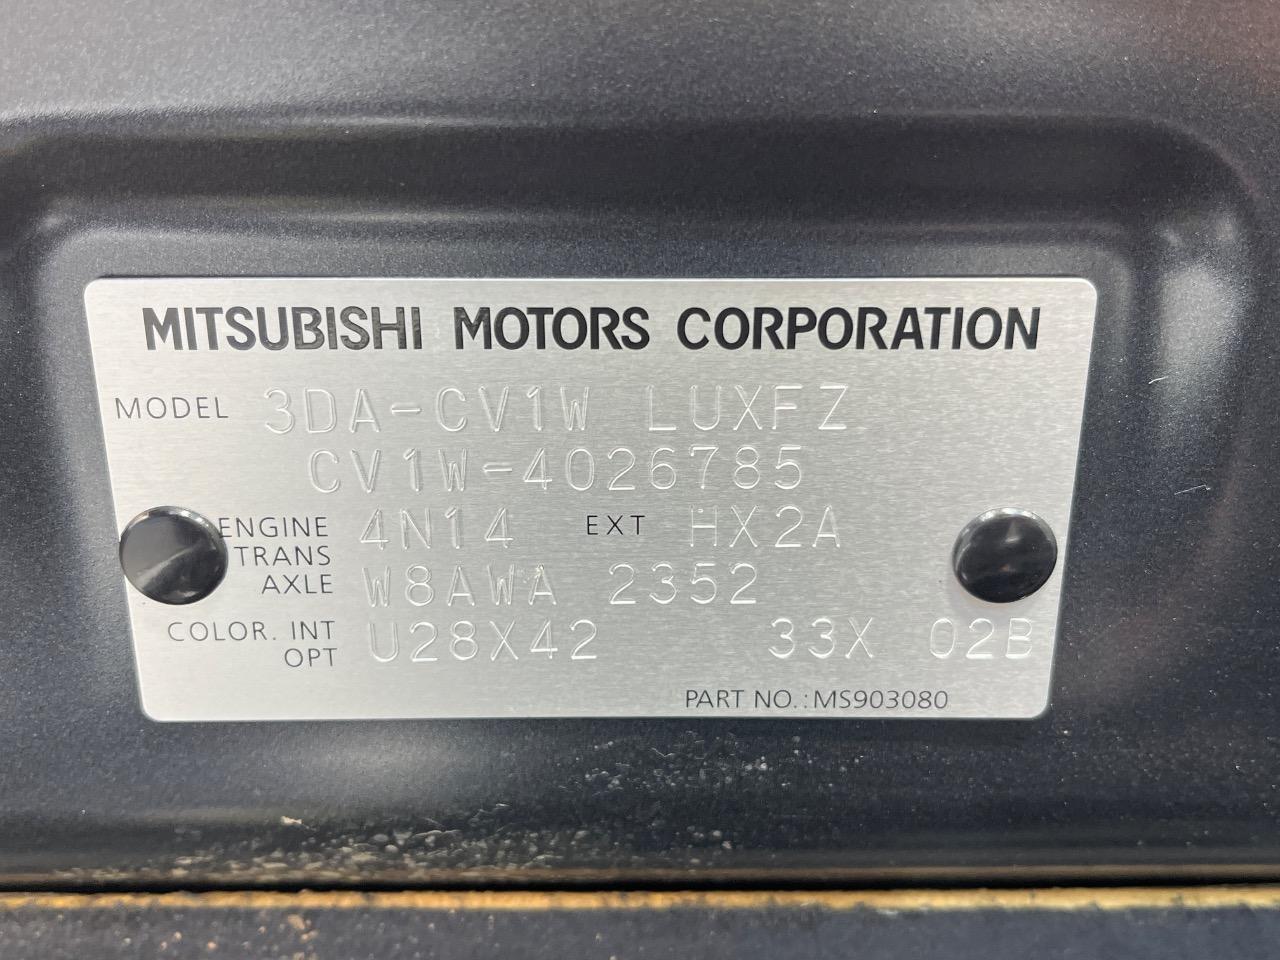 MITSUBISHI MOTORS CORPORATION
MODEL 3DA-CV1W LUXFZ
CV1W-4026785
ENGINE 4N14 EXT HX2A
TRANS
AXLE W8AWA 2352
COLOR. INT
OPT U28X42 33X 02B
PART NO.:MS903080